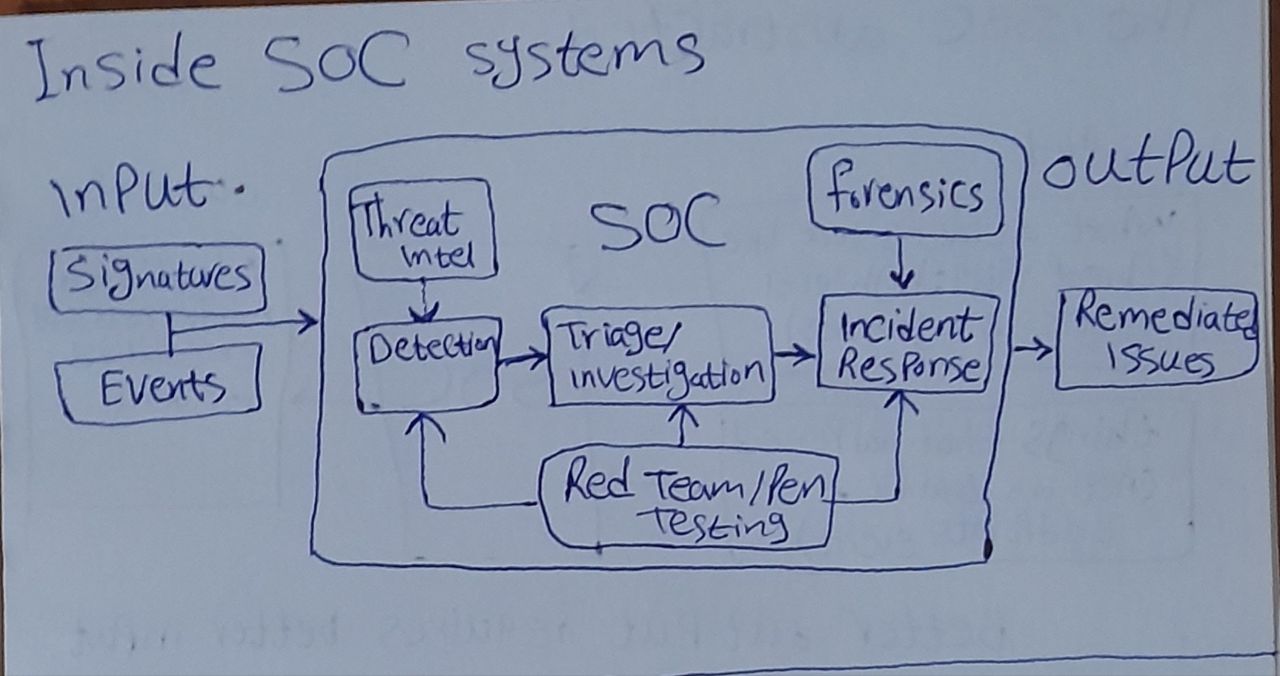 Inside SOC systems
INPUT.
Signatures
Events
Threat
Intel
Detection
SOC
Triage/
investigation
Red Team/Pen
Testing
forensics
Incident
Response
OUTPUT
Remediated
Issues